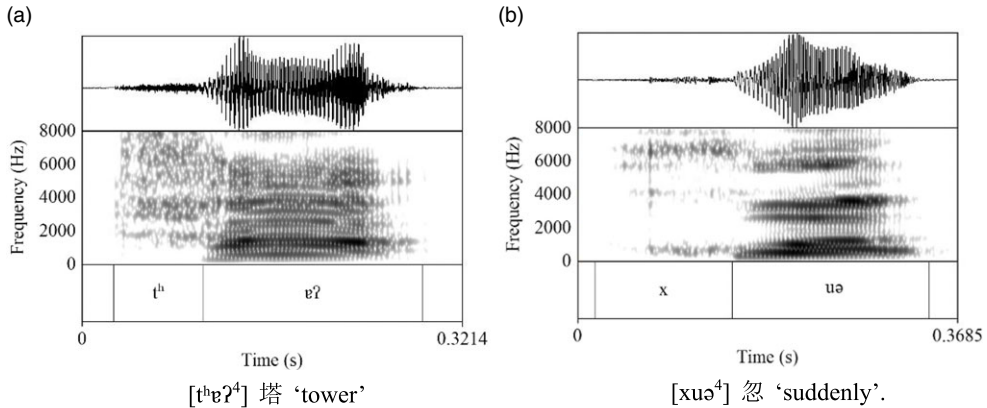 (a)
8000
6000
4000
2000
0
Frequency (Hz)
tʰ
ɐʔ
0
0.3214
Time (s)
[tʰɐʔ⁴] 塔 ‘tower’
(b)
8000
6000
4000
2000
0
Frequency (Hz)
x
uə
0
0.3685
Time (s)
[xuə⁴] 忽 ‘suddenly’.